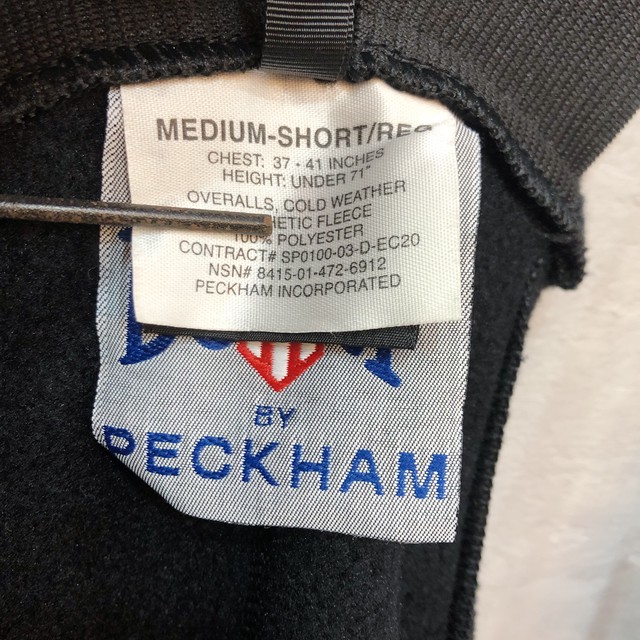 MEDIUM-SHORT/REG
CHEST: 37 - 41 INCHES
HEIGHT: UNDER 71"
OVERALLS, COLD WEATHER
HETIC FLEECE
100% POLYESTER
CONTRACT# SP0100-03-D-EC20
NSN# 8415-01-472-6912
PECKHAM INCORPORATED
BY
PECKHAM